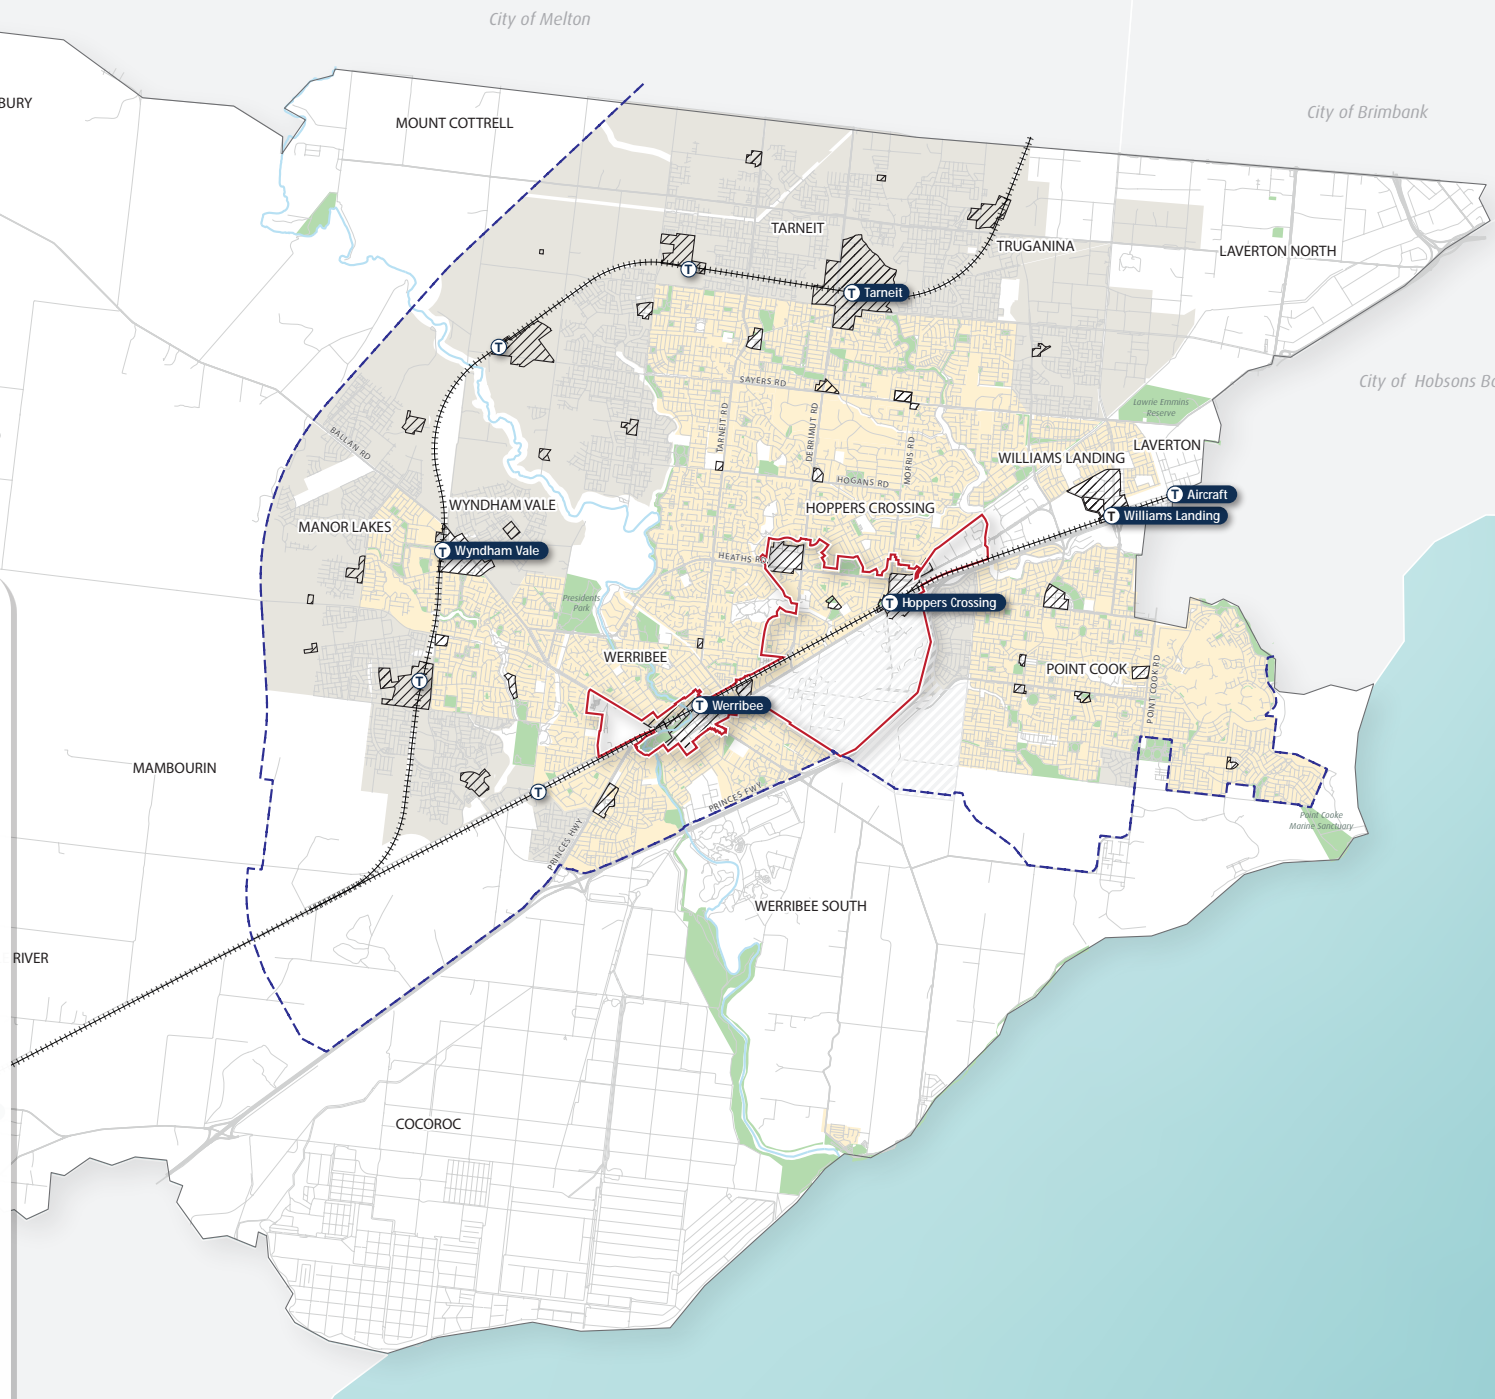 City of Melton
BURY
MOUNT COTTRELL
City of Brimbank
TARNEIT
TRUGANINA
LAVERTON NORTH
T
T Tarneit
T
SAYERS RD
City of Hobsons Bo
Lowrie Emmins
Reserve
TARNEIT RD
DERRIMUT RD
MORRIS RD
BALLAN RD
LAVERTON
WILLIAMS LANDING
HOGANS RD
T Aircraft
WYNDHAM VALE
HOPPERS CROSSING
T Williams Landing
MANOR LAKES
T Wyndham Vale
HEATHS RD
Presidents
Park
T Hoppers Crossing
WERRIBEE
POINT COOK
POINT COOK RD
T
T Werribee
MAMBOURIN
T
PRINCES FWY
PRINCES HWY
Point Cooke
Marine Sanctuary
WERRIBEE SOUTH
RIVER
COCOROC